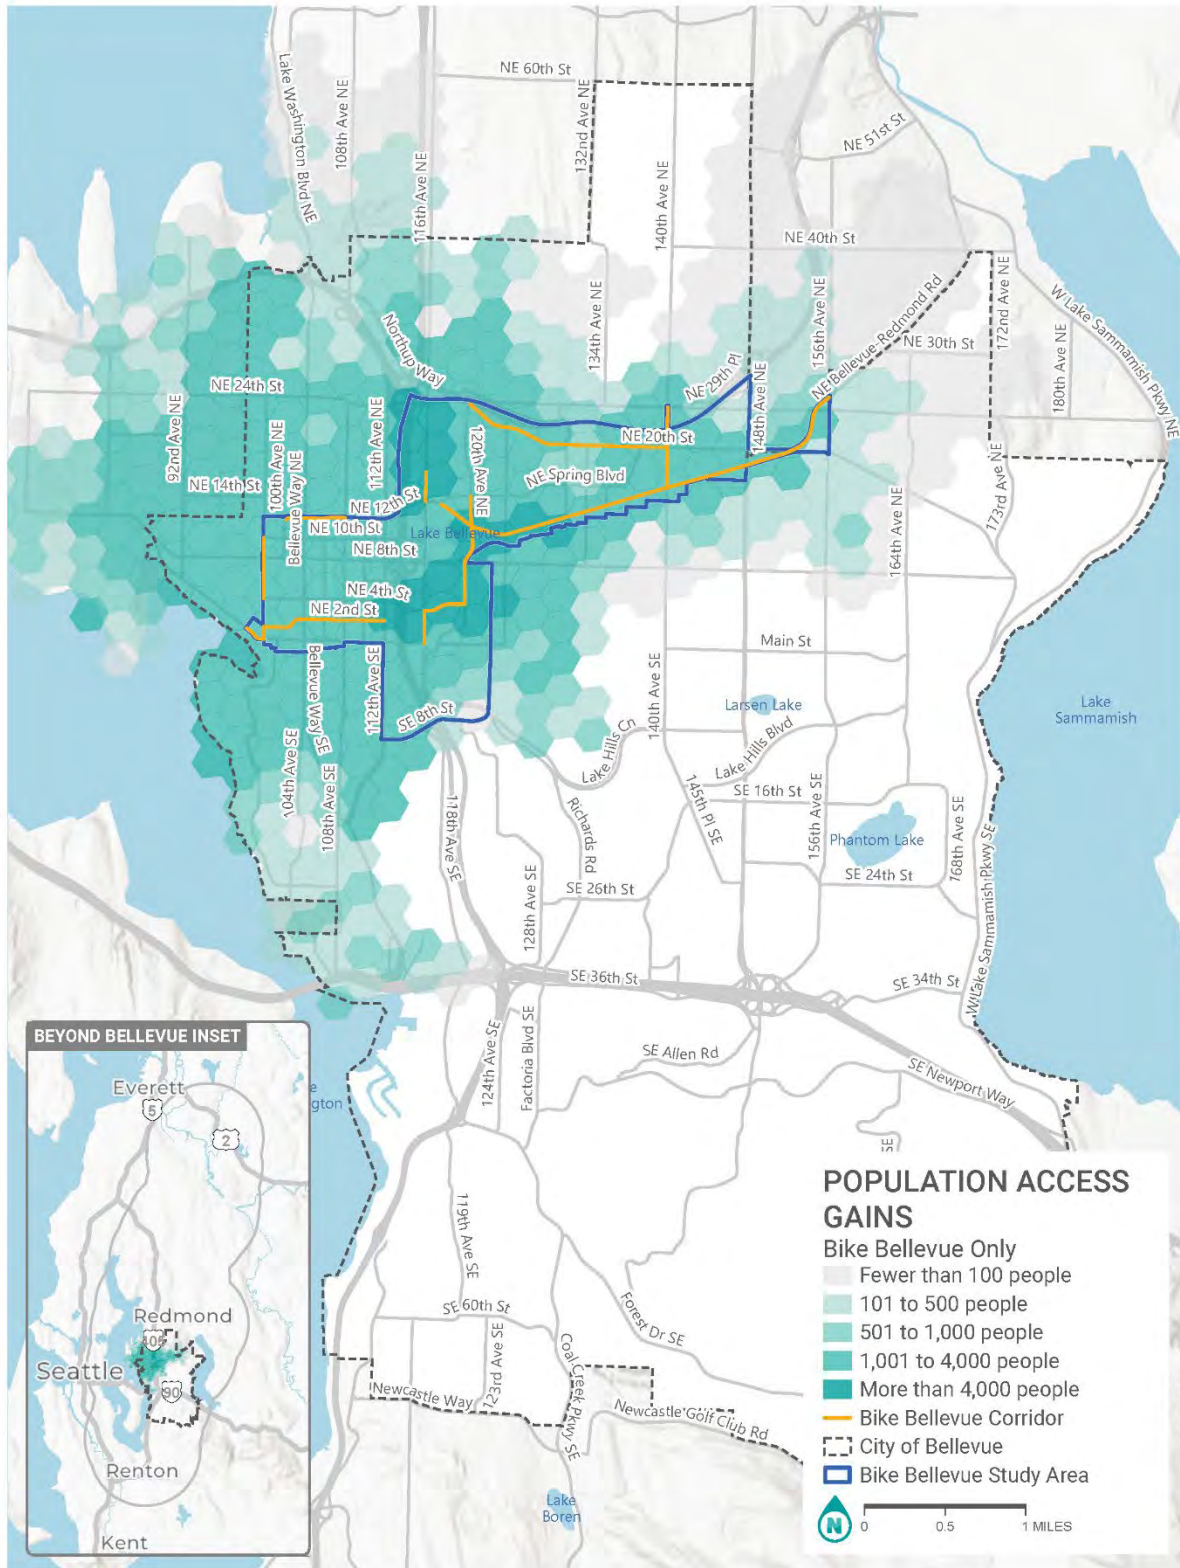 NE 60th St
Lake Washington Blvd NE
108th Ave NE
116th Ave NE
132nd Ave NE
140th Ave NE
NE 51st St
NE 40th St
134th Ave NE
156th Ave NE
NE Bellevue-Redmond Rd
172nd Ave NE
W Lake Sammamish Pkwy NE
NE 30th St
180th Ave NE
Northup Way
NE 29th Pl
148th Ave NE
NE 24th St
92nd Ave NE
100th Ave NE
Bellevue Way NE
112th Ave NE
120th Ave NE
NE 20th St
NE Spring Blvd
NE 14th St
NE 12th St
NE 10th St
Lake Bellevue
NE 8th St
164th Ave NE
173rd Ave NE
NE 4th St
NE 2nd St
Main St
Bellevue Way SE
112th Ave SE
SE 8th St
140th Ave SE
Larsen Lake
Lake
Sammamish
104th Ave SE
108th Ave SE
Lake Hills Cn
Lake Hills Blvd
145th Pl SE
SE 16th St
118th Ave SE
Richards Rd
156th Ave SE
Phantom Lake
168th Ave SE
W Lake Sammamish Pkwy SE
SE 24th St
128th Ave SE
SE 26th St
SE 36th St
SE 34th St
124th Ave SE
Factoria Blvd SE
SE Allen Rd
SE Newport Way
SE
119th Ave SE
SE 60th St
123rd Ave SE
Forest Dr SE
Coal Creek Pkwy SE
Newcastle Way
Newcastle Golf Club Rd
Lake
Boren
BEYOND BELLEVUE INSET
e
ngton
Everett
5
2
Redmond
405
Seattle
90
Renton
Kent
POPULATION ACCESS
GAINS
Bike Bellevue Only
Fewer than 100 people
101 to 500 people
501 to 1,000 people
1,001 to 4,000 people
More than 4,000 people
Bike Bellevue Corridor
City of Bellevue
Bike Bellevue Study Area
N
0 0.5 1 MILES